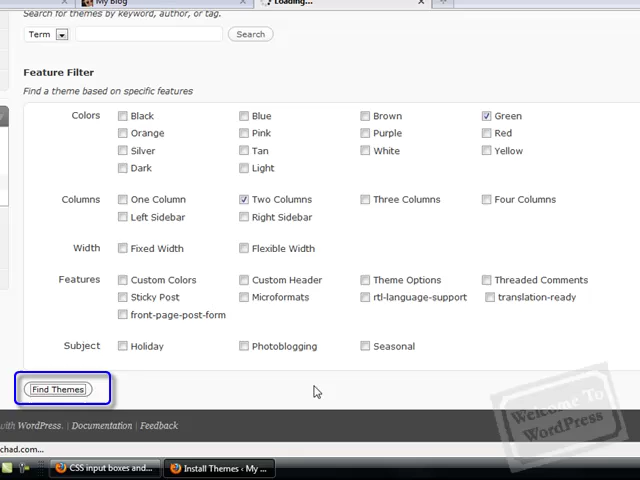 My Blog Loading...
Search for themes by keyword, author, or tag.
Term Search
Feature Filter
Find a theme based on specific features
Colors Black Blue Brown Green
Orange Pink Purple Red
Silver Tan White Yellow
Dark Light
Columns One Column Two Columns Three Columns Four Columns
Left Sidebar Right Sidebar
Width Fixed Width Flexible Width
Features Custom Colors Custom Header Theme Options Threaded Comments
Sticky Post Microformats rtl-language-support translation-ready
front-page-post-form
Subject Holiday Photoblogging Seasonal
Find Themes
Welcome To
WordPress
with WordPress. | Documentation | Feedback
chad.com...
CSS input boxes and... Install Themes ‹ My ...